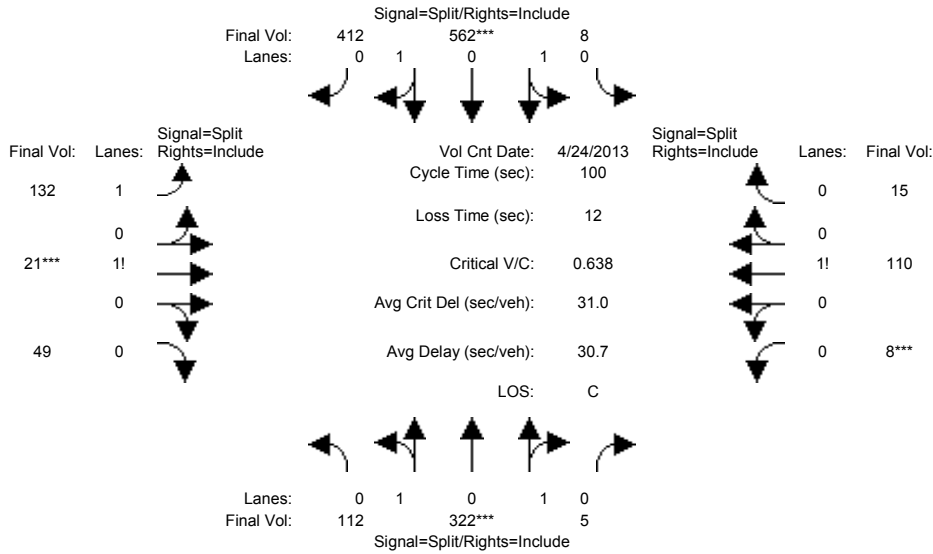 Signal=Split/Rights=Include
Final Vol: 412 562*** 8
Lanes: 0 1 0 1 0
Signal=Split
Final Vol: Lanes: Rights=Include
Vol Cnt Date: 4/24/2013
Signal=Split
Rights=Include Lanes: Final Vol:
Cycle Time (sec): 100
132 1
0 15
Loss Time (sec): 12
0
0
21*** 1!
Critical V/C: 0.638
1! 110
0
Avg Crit Del (sec/veh): 31.0
0
49 0
Avg Delay (sec/veh): 30.7
0 8***
LOS: C
Lanes: 0 1 0 1 0
Final Vol: 112 322*** 5
Signal=Split/Rights=Include